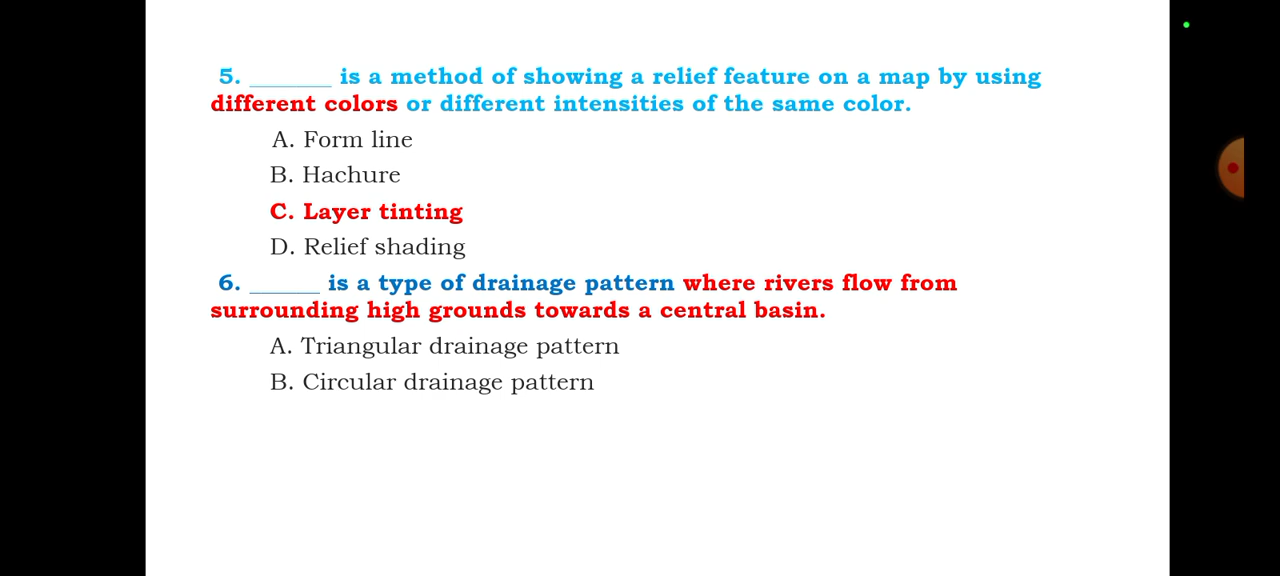 5. ______ is a method of showing a relief feature on a map by using
different colors or different intensities of the same color.
A. Form line
B. Hachure
C. Layer tinting
D. Relief shading
6. ______ is a type of drainage pattern where rivers flow from
surrounding high grounds towards a central basin.
A. Triangular drainage pattern
B. Circular drainage pattern